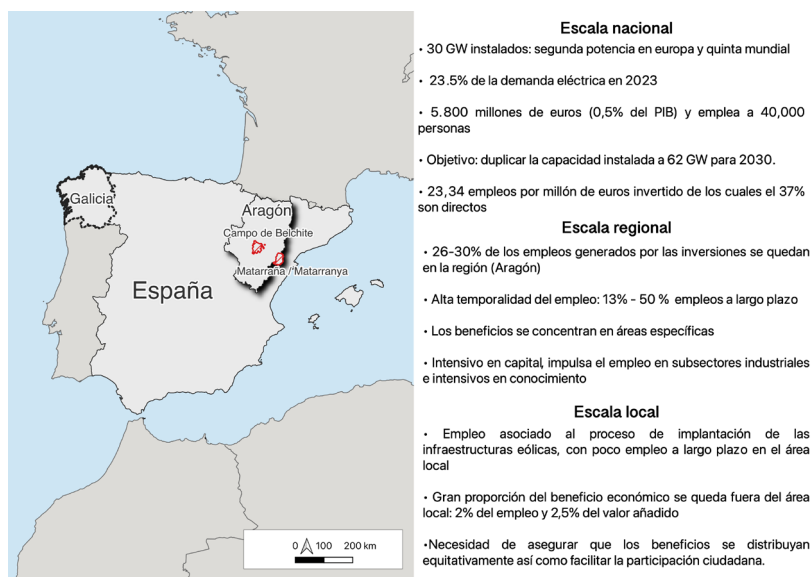 Galicia
Aragón
Campo de Belchite
Matarraña / Matarranya
España
0 100 200 km
Escala nacional
• 30 GW instalados: segunda potencia en europa y quinta mundial
• 23.5% de la demanda eléctrica en 2023
• 5.800 millones de euros (0,5% del PIB) y emplea a 40,000
personas
• Objetivo: duplicar la capacidad instalada a 62 GW para 2030.
• 23,34 empleos por millón de euros invertido de los cuales el 37%
son directos
Escala regional
• 26-30% de los empleos generados por las inversiones se quedan
en la región (Aragón)
• Alta temporalidad del empleo: 13% - 50 % empleos a largo plazo
• Los beneficios se concentran en áreas específicas
• Intensivo en capital, impulsa el empleo en subsectores industriales
e intensivos en conocimiento
Escala local
• Empleo asociado al proceso de implantación de las
infraestructuras eólicas, con poco empleo a largo plazo en el área
local
• Gran proporción del beneficio económico se queda fuera del área
local: 2% del empleo y 2,5% del valor añadido
•Necesidad de asegurar que los beneficios se distribuyan
equitativamente así como facilitar la participación ciudadana.